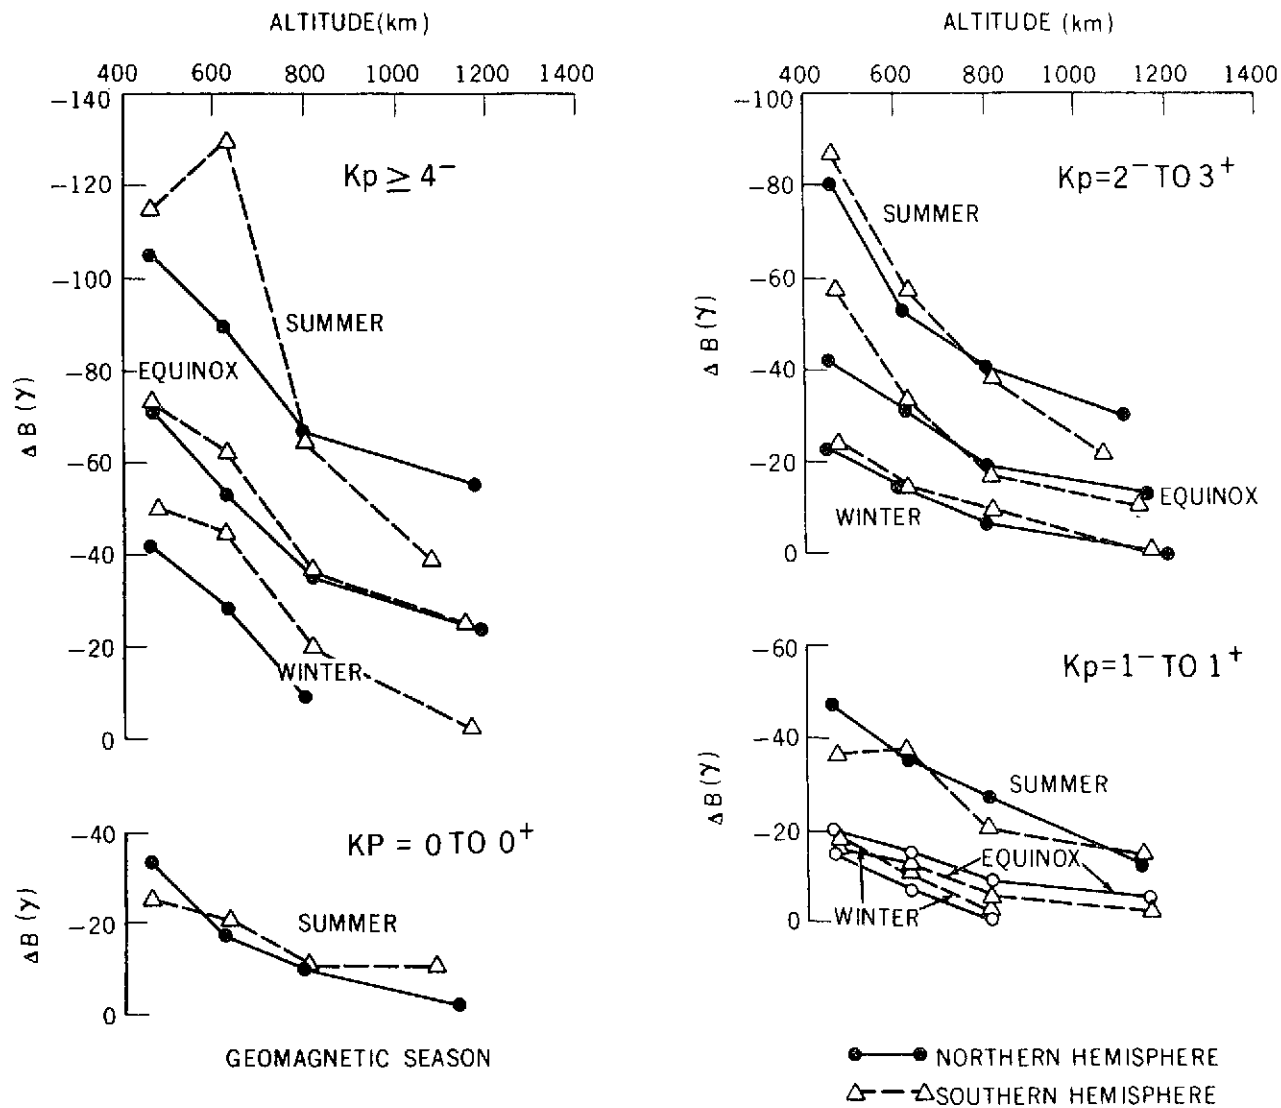 ALTITUDE(km)
400 600 800 1000 1200 1400
-140
-120
-100
-80
-60
-40
-20
0
ΔB(γ)
Kp ≥ 4⁻
SUMMER
EQUINOX
WINTER
-40
-20
0
ΔB(γ)
KP = 0 TO 0⁺
SUMMER
GEOMAGNETIC SEASON
ALTITUDE (km)
400 600 800 1000 1200 1400
-100
-80
-60
-40
-20
0
ΔB(γ)
Kp=2⁻ TO 3⁺
SUMMER
EQUINOX
WINTER
-60
-40
-20
0
ΔB(γ)
Kp=1⁻ TO 1⁺
SUMMER
EQUINOX
WINTER
NORTHERN HEMISPHERE
SOUTHERN HEMISPHERE